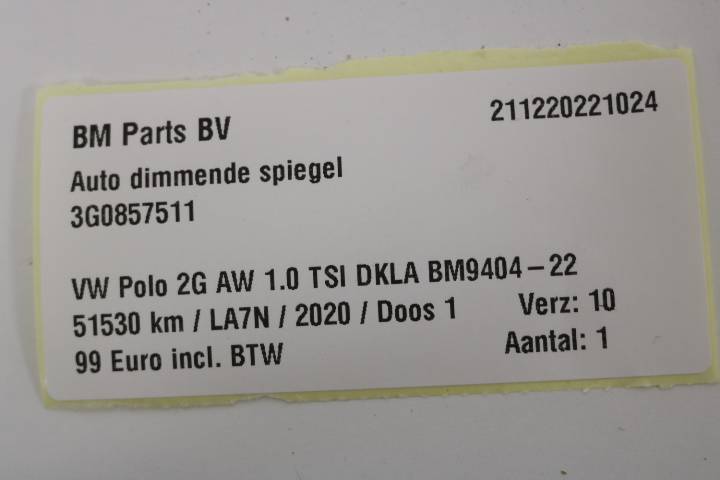 BM Parts BV 211220221024
Auto dimmende spiegel
3G0857511
VW Polo 2G AW 1.0 TSI DKLA BM9404-22
51530 km / LA7N / 2020 / Doos 1 Verz: 10
99 Euro incl. BTW Aantal: 1